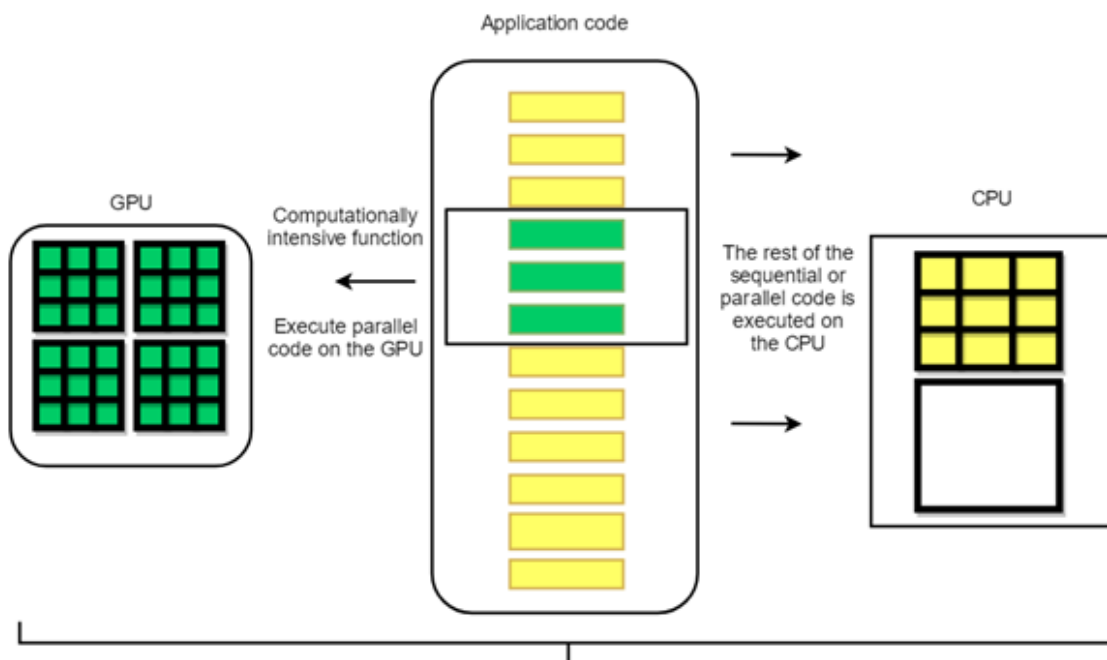 Application code
GPU
Computationally
intensive function
Execute parallel
code on the GPU
CPU
The rest of the
sequential or
parallel code is
executed on
the CPU